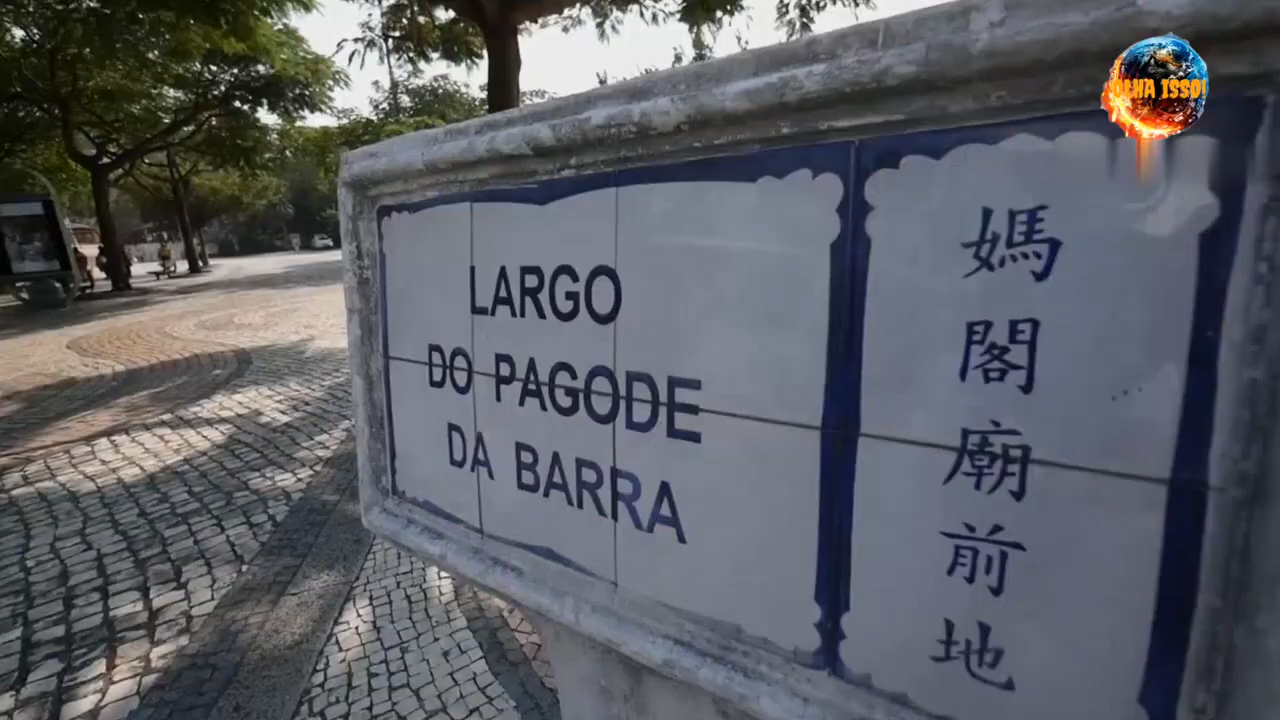 LARGO
DO PAGODE
DA BARRA
媽閣廟前地
OLHA ISSO!